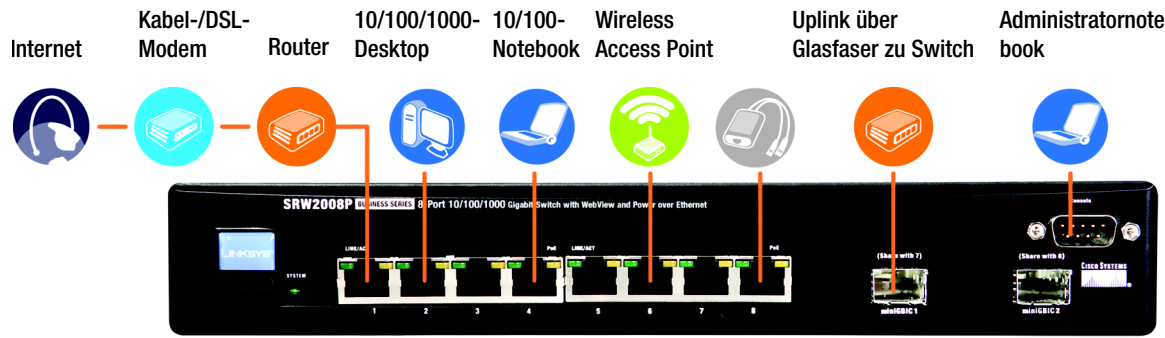 Internet
Kabel-/DSL-
Modem
Router
10/100/1000-
Desktop
10/100-
Notebook
Wireless
Access Point
Uplink über
Glasfaser zu Switch
Administratornote
book
SRW2008P BUSINESS SERIES 8-Port 10/100/1000 Gigabit Switch with WebView and Power over Ethernet
Console
LINKSYS
SYSTEM
LINK/ACT
PoE
LINK/ACT
PoE
(Share with 7)
(Share with 8)
CISCO SYSTEMS
1
2
3
4
5
6
7
8
miniGBIC 1
miniGBIC 2